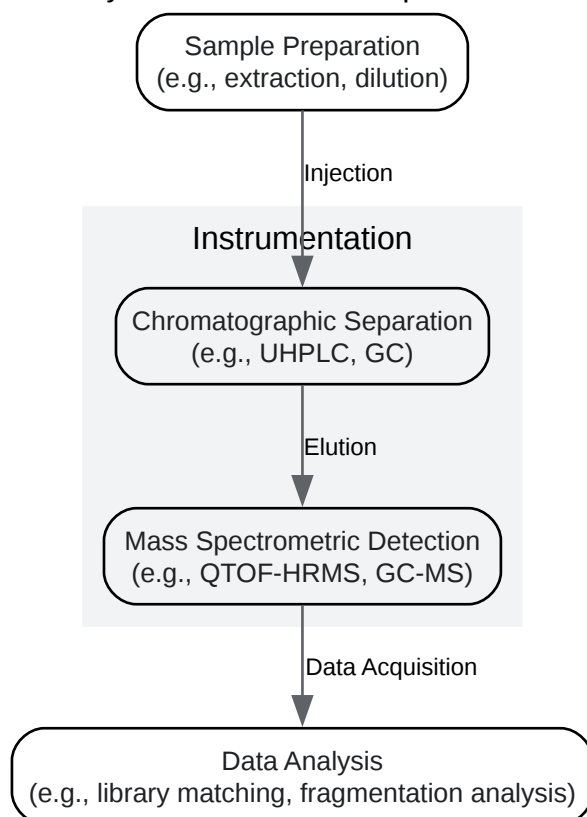 Sample Preparation
(e.g., extraction, dilution)
Injection
Instrumentation
Chromatographic Separation
(e.g., UHPLC, GC)
Elution
Mass Spectrometric Detection
(e.g., QTOF-HRMS, GC-MS)
Data Acquisition
Data Analysis
(e.g., library matching, fragmentation analysis)